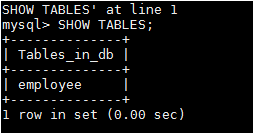 SHOW TABLES' at line 1
mysql> SHOW TABLES;
+--------------+
| Tables_in_db |
+--------------+
| employee     |
+--------------+
1 row in set (0.00 sec)